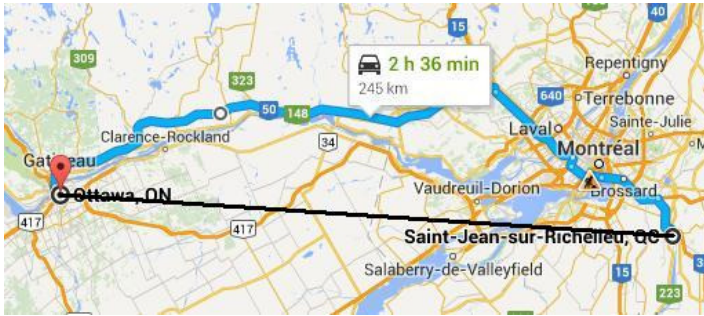 40
15
309
Repentigny
2 h 36 min
245 km
323
50
148
640
Terrebonne
Laval
Sainte-Julie
Clarence-Rockland
34
Montréal
Gatineau
Brossard
Vaudreuil-Dorion
Ottawa, ON
417
417
Saint-Jean-sur-Richelieu, QC
Salaberry-de-Valleyfield
15
223